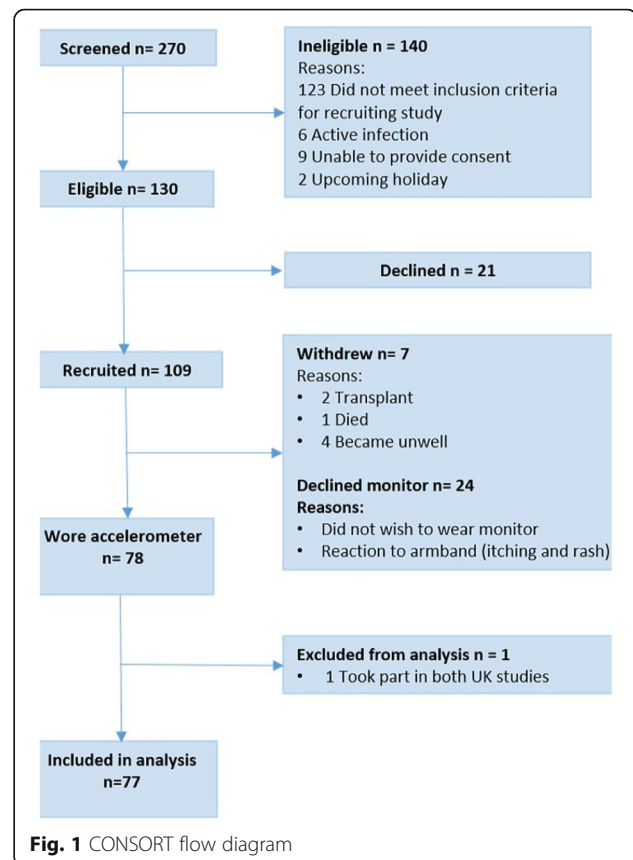 Screened n= 270
Ineligible n = 140
Reasons:
123 Did not meet inclusion criteria
for recruiting study
6 Active infection
9 Unable to provide consent
2 Upcoming holiday
Eligible n= 130
Declined n = 21
Recruited n= 109
Withdrew n= 7
Reasons:
• 2 Transplant
• 1 Died
• 4 Became unwell
Declined monitor n= 24
Reasons:
• Did not wish to wear monitor
• Reaction to armband (itching and rash)
Wore accelerometer
n= 78
Excluded from analysis n = 1
• 1 Took part in both UK studies
Included in analysis
n=77
Fig. 1 CONSORT flow diagram